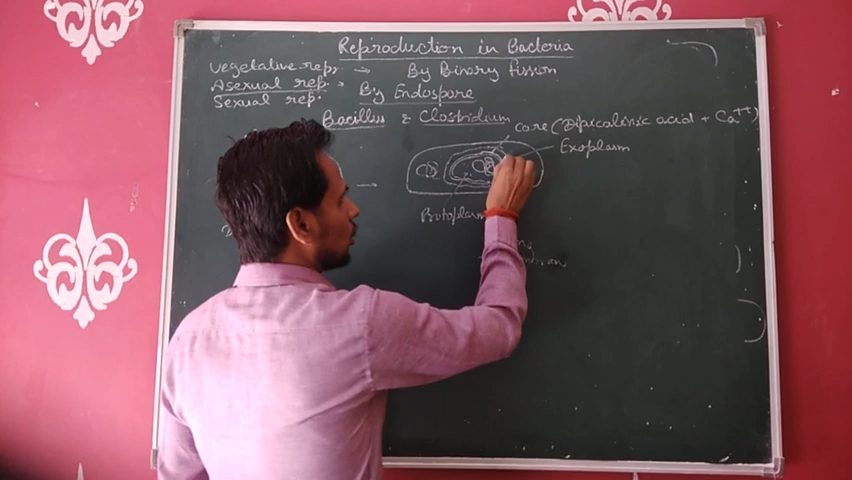 Reproduction in Bacteria
Vegetative rep. → By Binary fission
Asexual rep. → By Endospore
Sexual rep.
Bacillus & Clostridium
Core (Dipicalinic acid + Ca++)
Exoplasm
Protoplasm